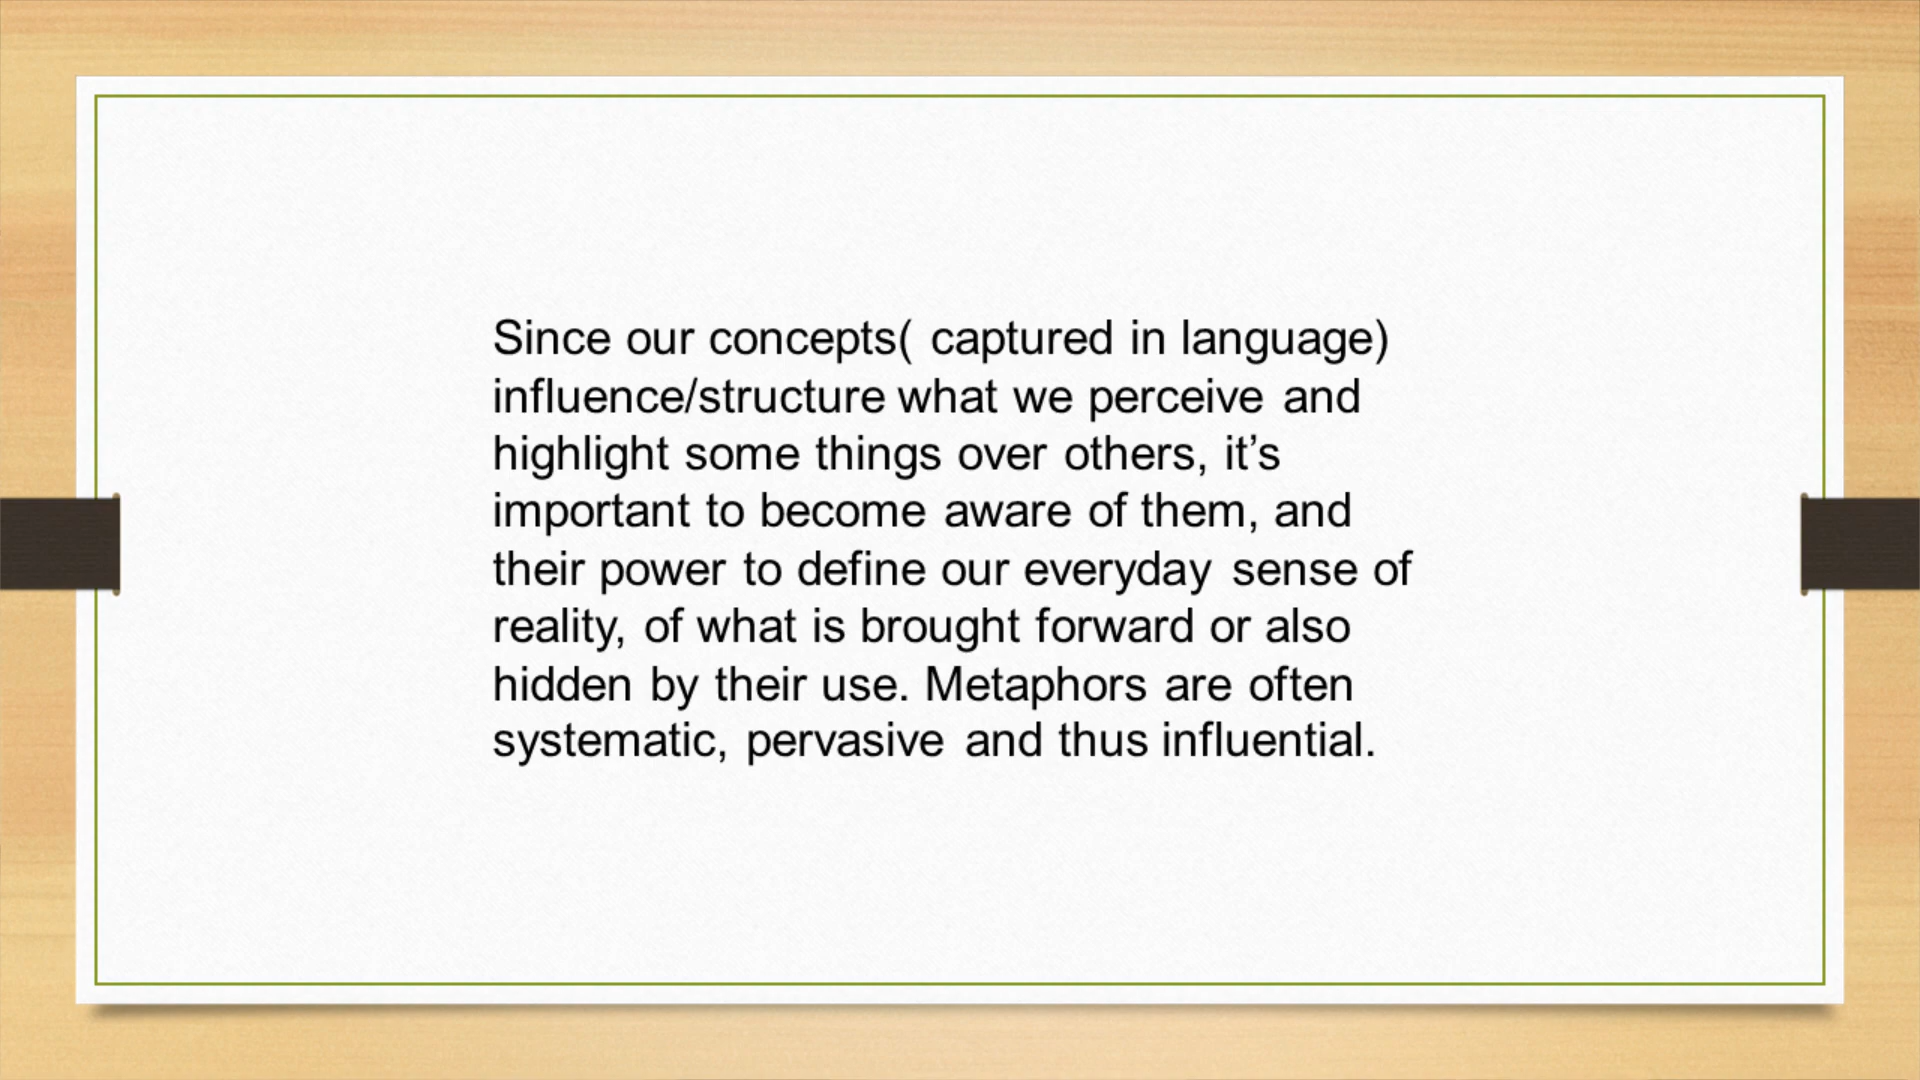 Since our concepts( captured in language)
influence/structure what we perceive and
highlight some things over others, it’s
important to become aware of them, and
their power to define our everyday sense of
reality, of what is brought forward or also
hidden by their use. Metaphors are often
systematic, pervasive and thus influential.